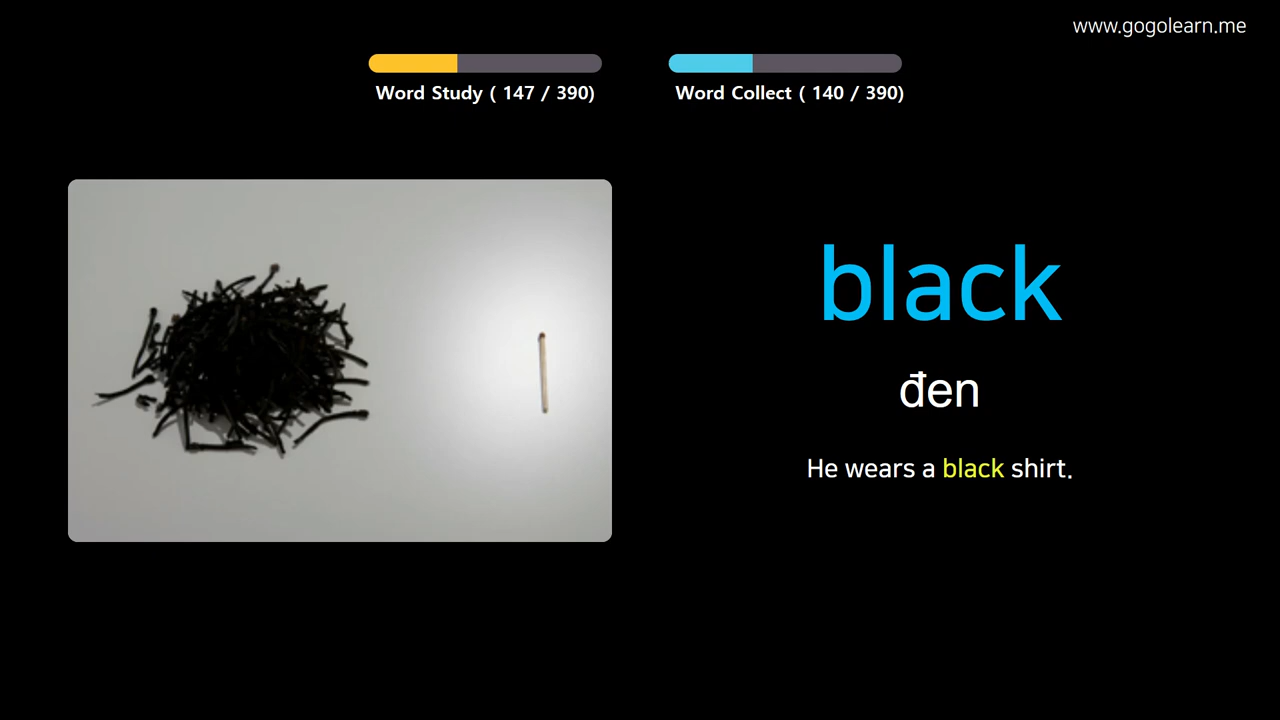 www.gogolearn.me
Word Study ( 147 / 390)
Word Collect ( 140 / 390)
black
đen
He wears a black shirt.